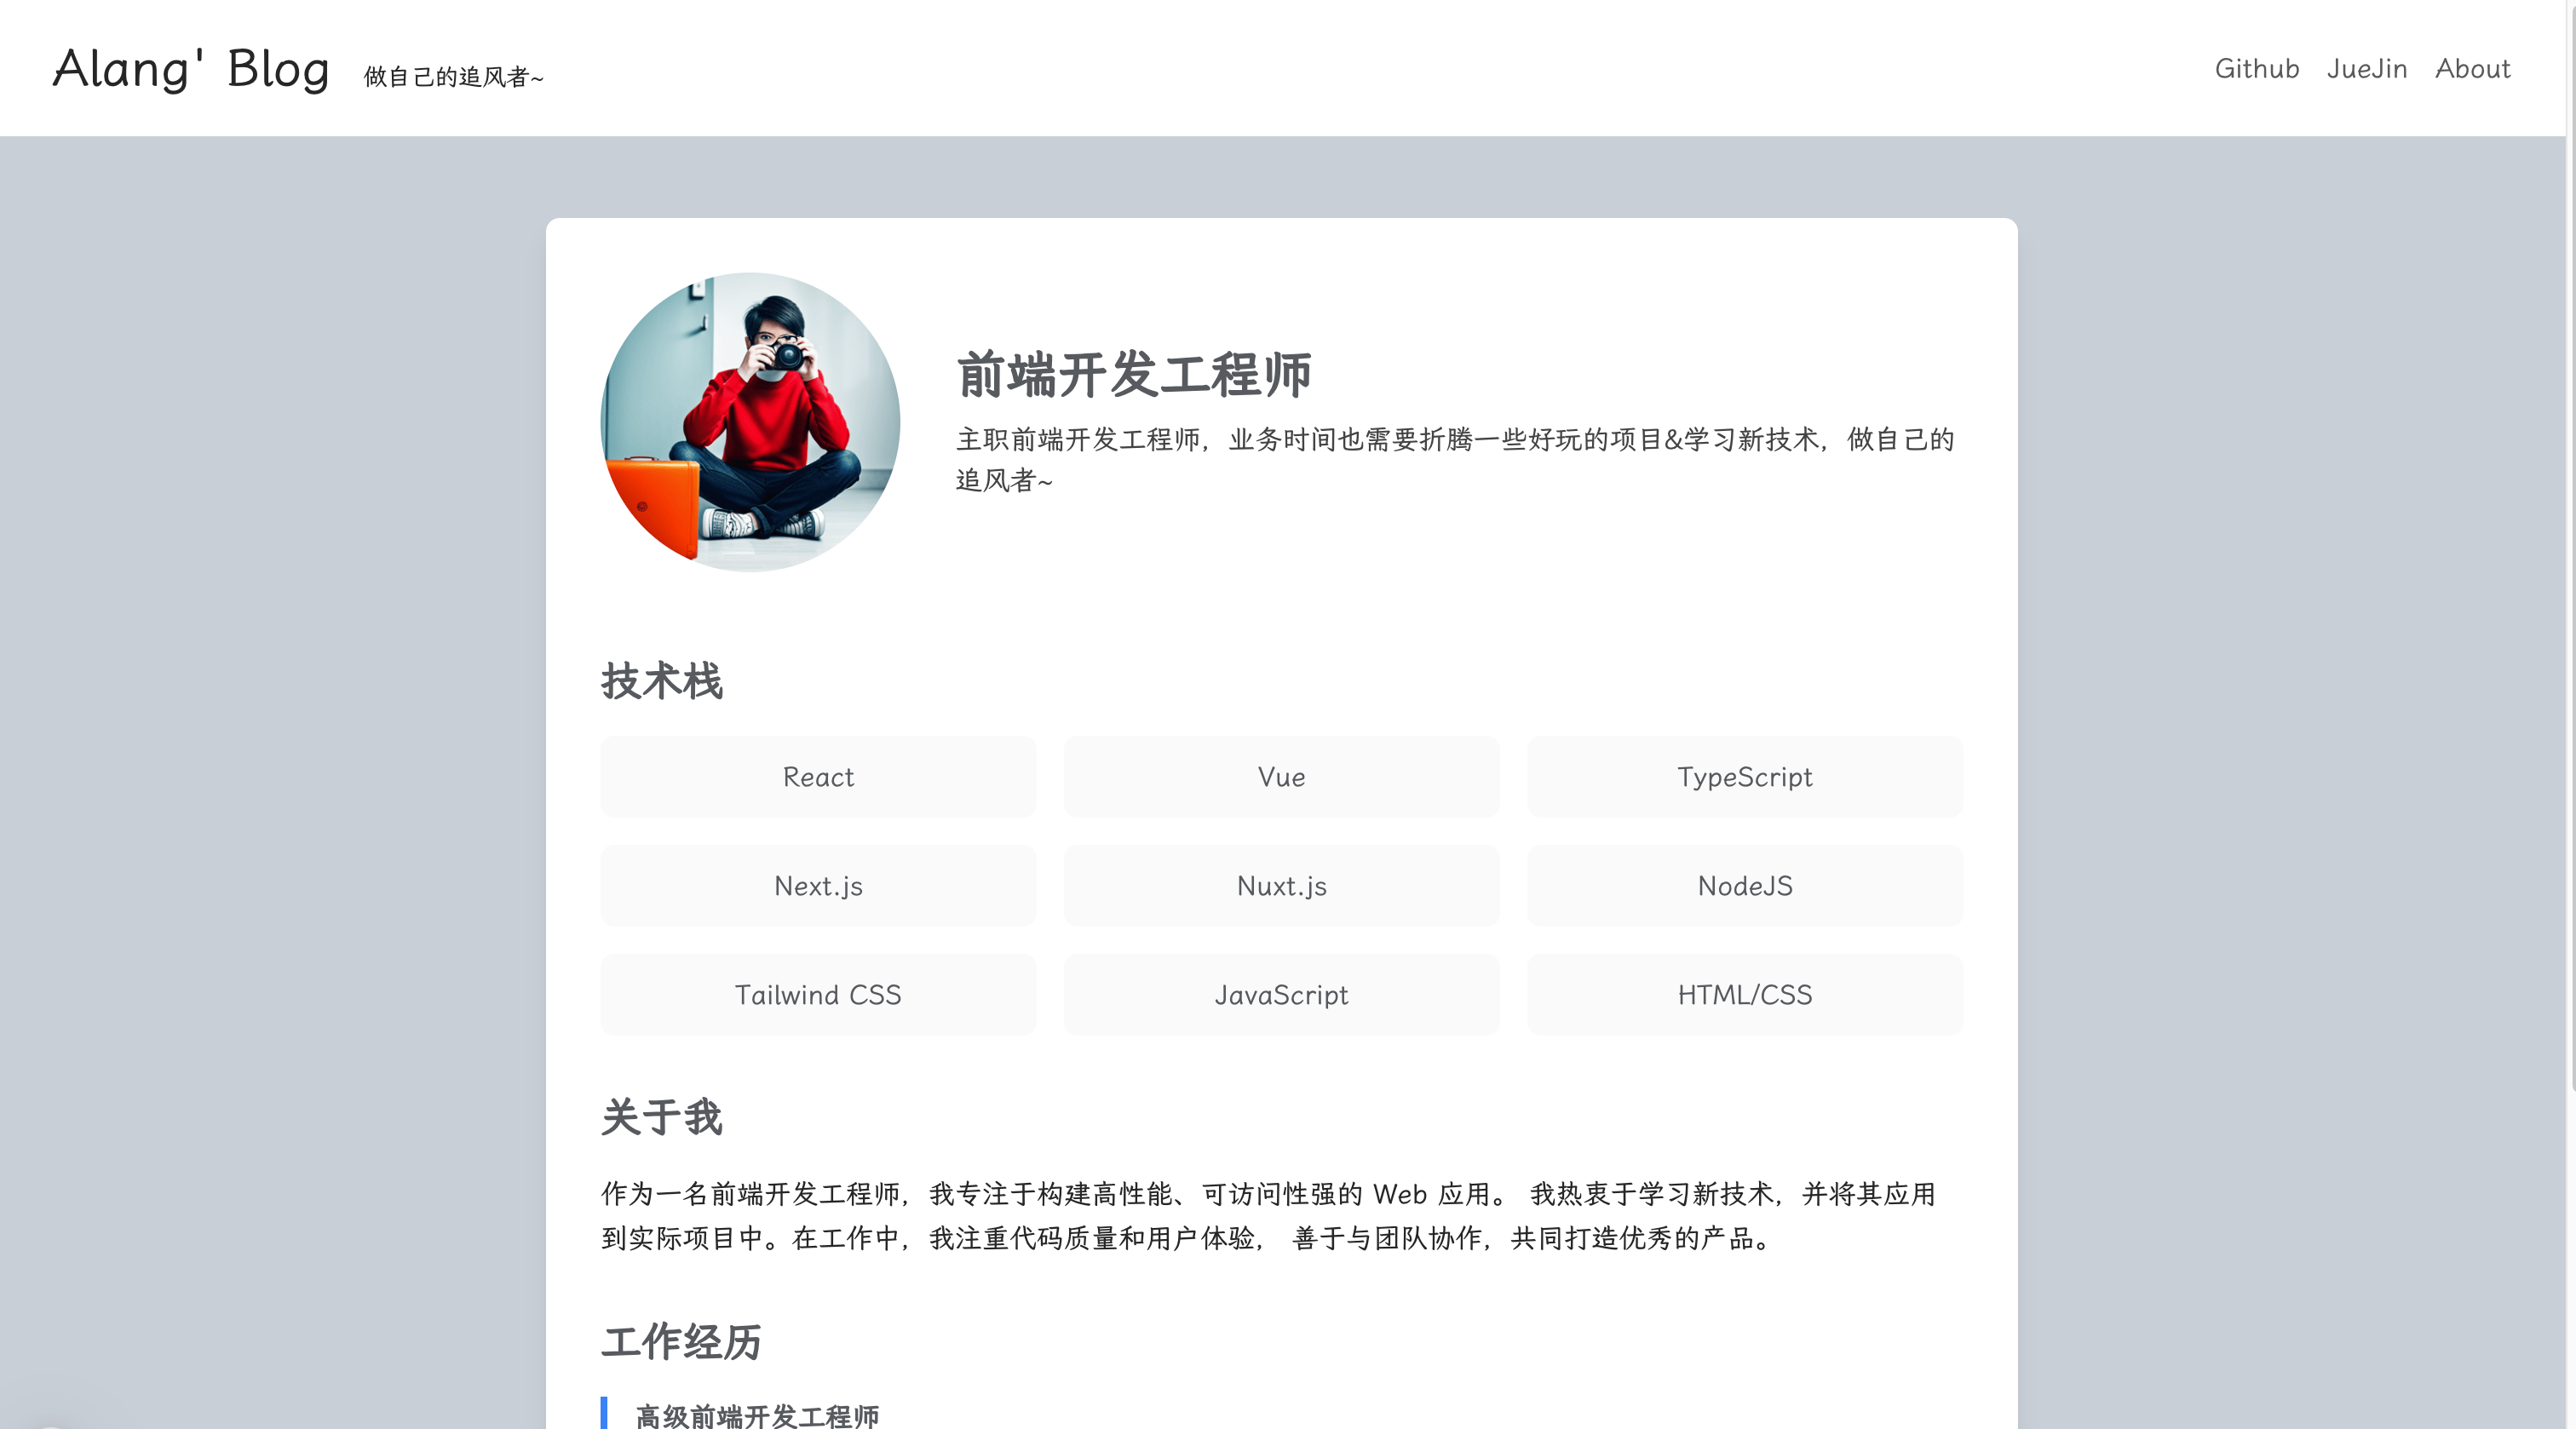 Alang' Blog 做自己的追风者~
Github JueJin About
前端开发工程师
主职前端开发工程师，业务时间也需要折腾一些好玩的项目&学习新技术，做自己的
追风者~
技术栈
React Vue TypeScript
Next.js Nuxt.js NodeJS
Tailwind CSS JavaScript HTML/CSS
关于我
作为一名前端开发工程师，我专注于构建高性能、可访问性强的 Web 应用。 我热衷于学习新技术，并将其应用
到实际项目中。在工作中，我注重代码质量和用户体验， 善于与团队协作，共同打造优秀的产品。
工作经历
高级前端开发工程师